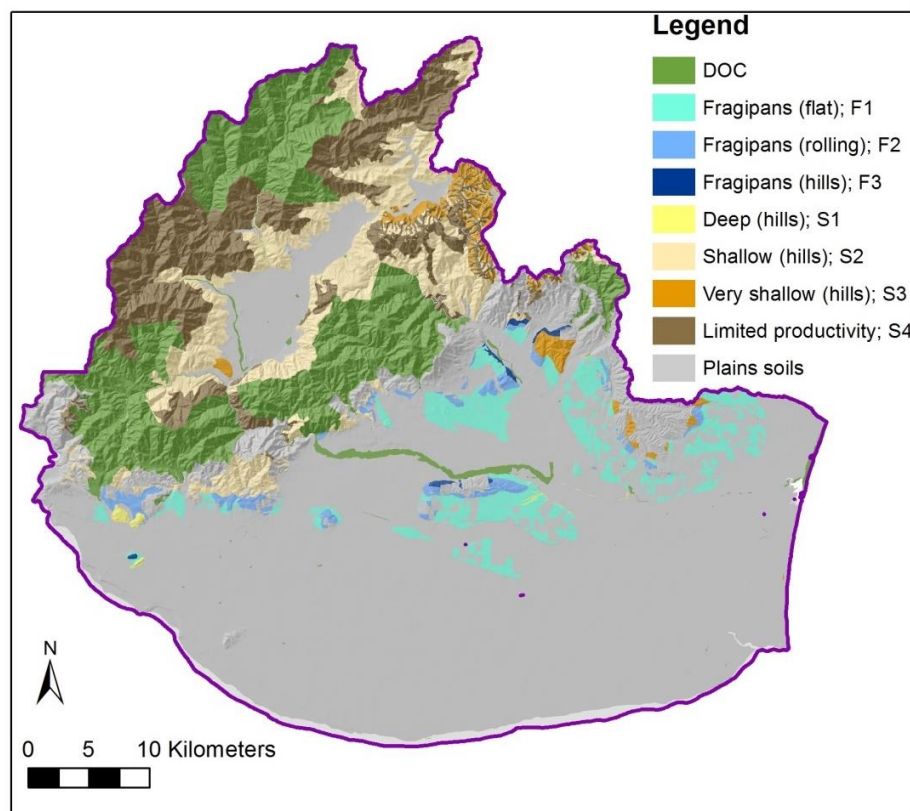 Legend
DOC
Fragipans (flat); F1
Fragipans (rolling); F2
Fragipans (hills); F3
Deep (hills); S1
Shallow (hills); S2
Very shallow (hills); S3
Limited productivity; S4
Plains soils
N
0 5 10 Kilometers